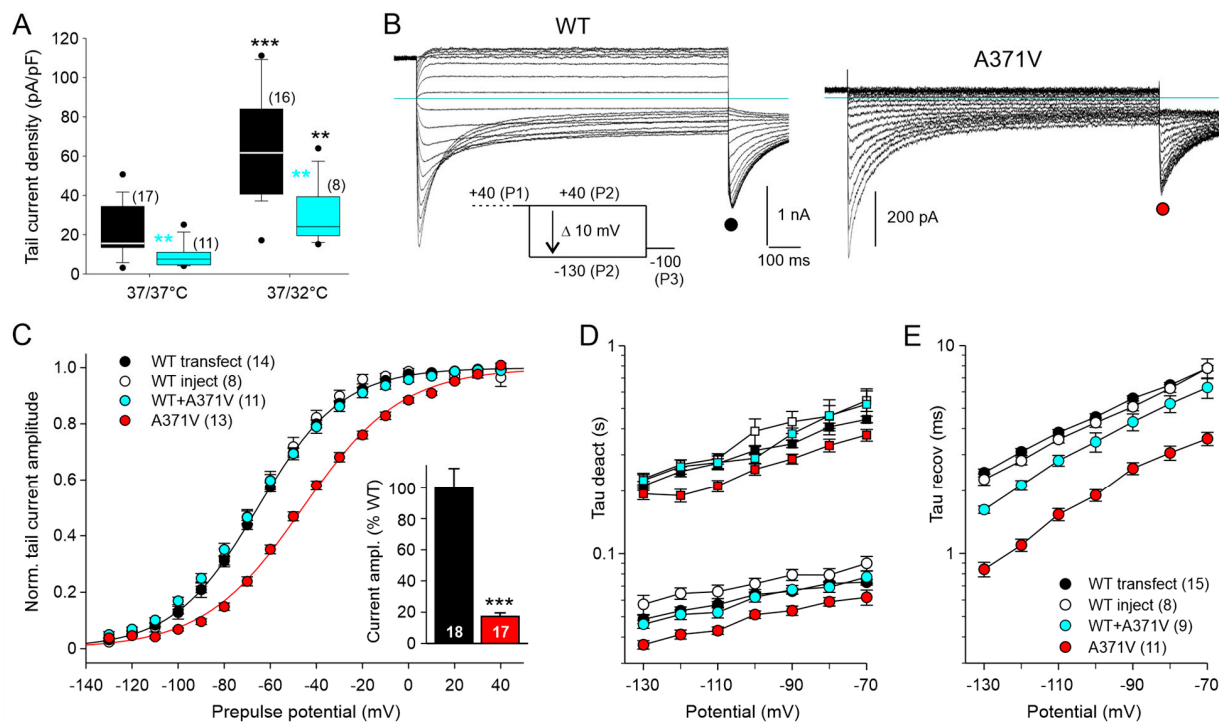 A
Tail current density (pA/pF)
120
100
80
60
40
20
0
***
(16)
**
**
(8)
(17)
**
(11)
37/37°C
37/32°C
B
WT
A371V
+40 (P1)
+40 (P2)
Δ 10 mV
-130 (P2)
-100
(P3)
1 nA
100 ms
200 pA
C
WT transfect (14)
WT inject (8)
WT+A371V (11)
A371V (13)
Norm. tail current amplitude
1.0
0.8
0.6
0.4
0.2
0
-140 -120 -100 -80 -60 -40 -20 0 20 40
Prepulse potential (mV)
Current ampl. (% WT)
100
80
60
40
20
0
***
18
17
D
Tau deact (s)
1
0.1
-130 -110 -90 -70
Potential (mV)
E
Tau recov (ms)
10
1
WT transfect (15)
WT inject (8)
WT+A371V (9)
A371V (11)
-130 -110 -90 -70
Potential (mV)